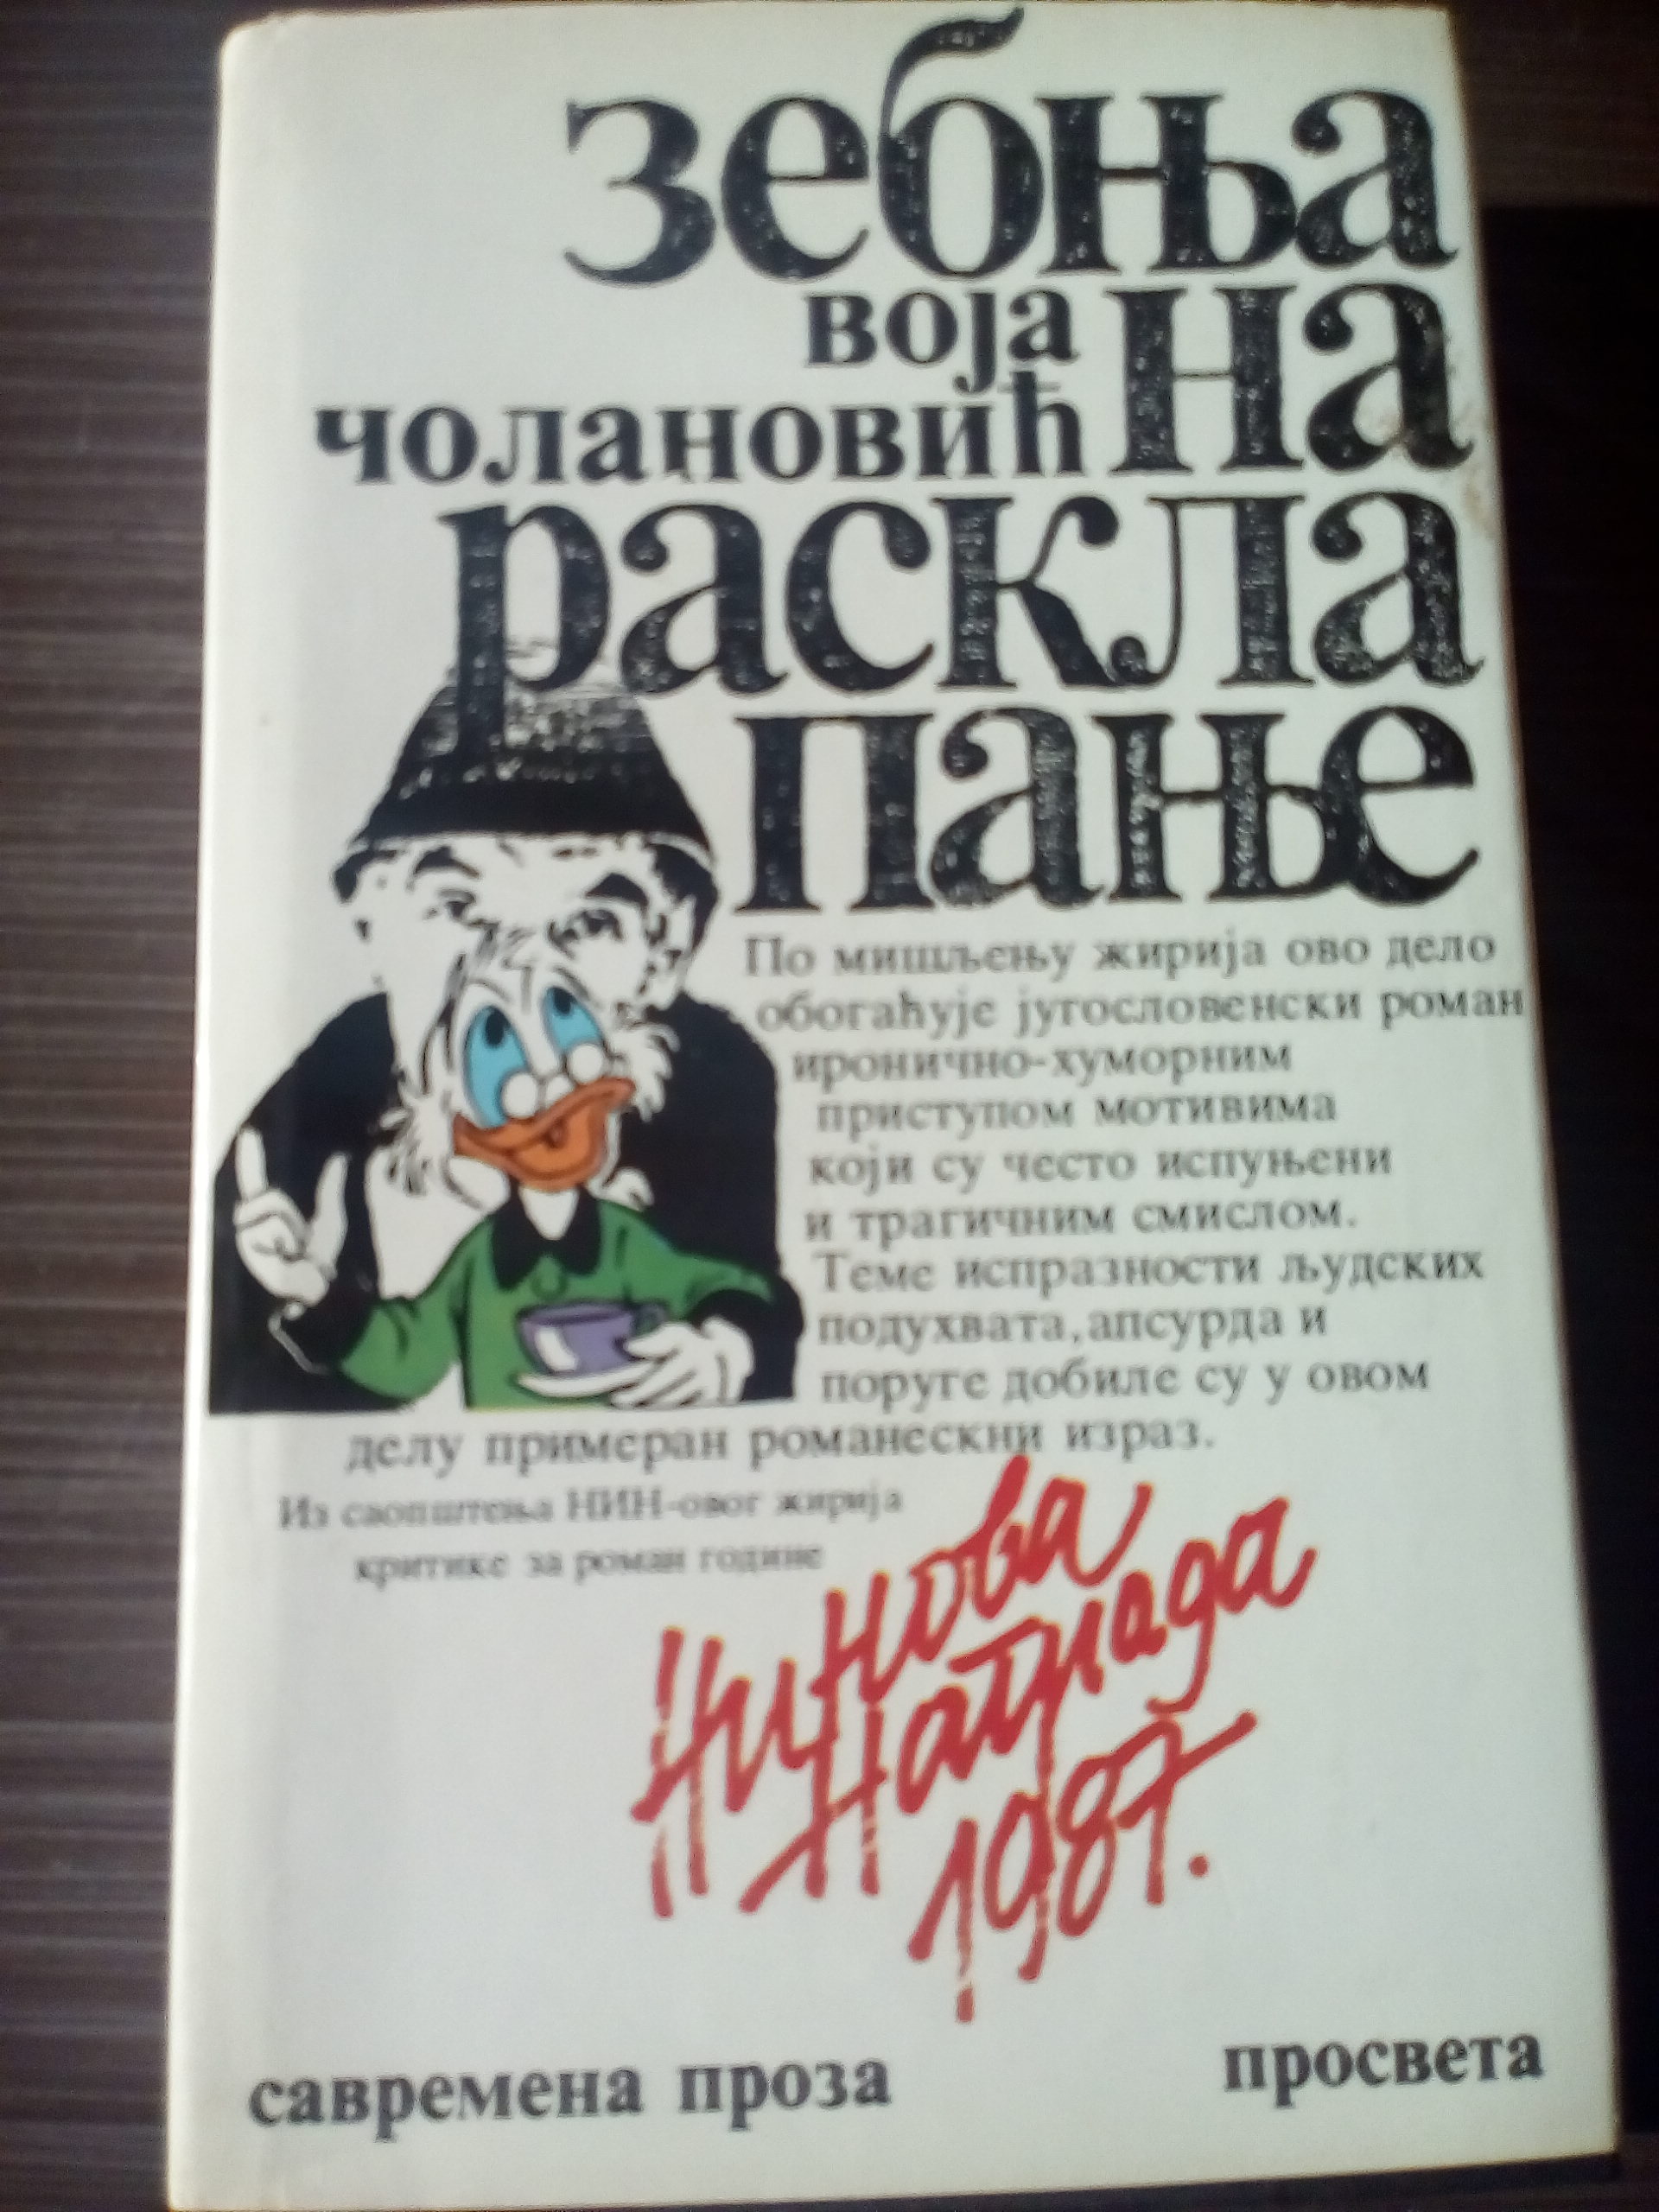 зебња
воја
чолановић
на
раскла
пање
По мишљењу жирија ово дело
обогаћује југословенски роман
иронично-хуморним
приступом мотивима
који су често испуњени
и трагичним смислом.
Теме испразности људских
подухвата, апсурда и
поруге добиле су у овом
делу примеран романескни израз.
Из саопштења НИН-овог жирија
критике за роман године
Нинова
Награда
1987.
савремена проза
просвета